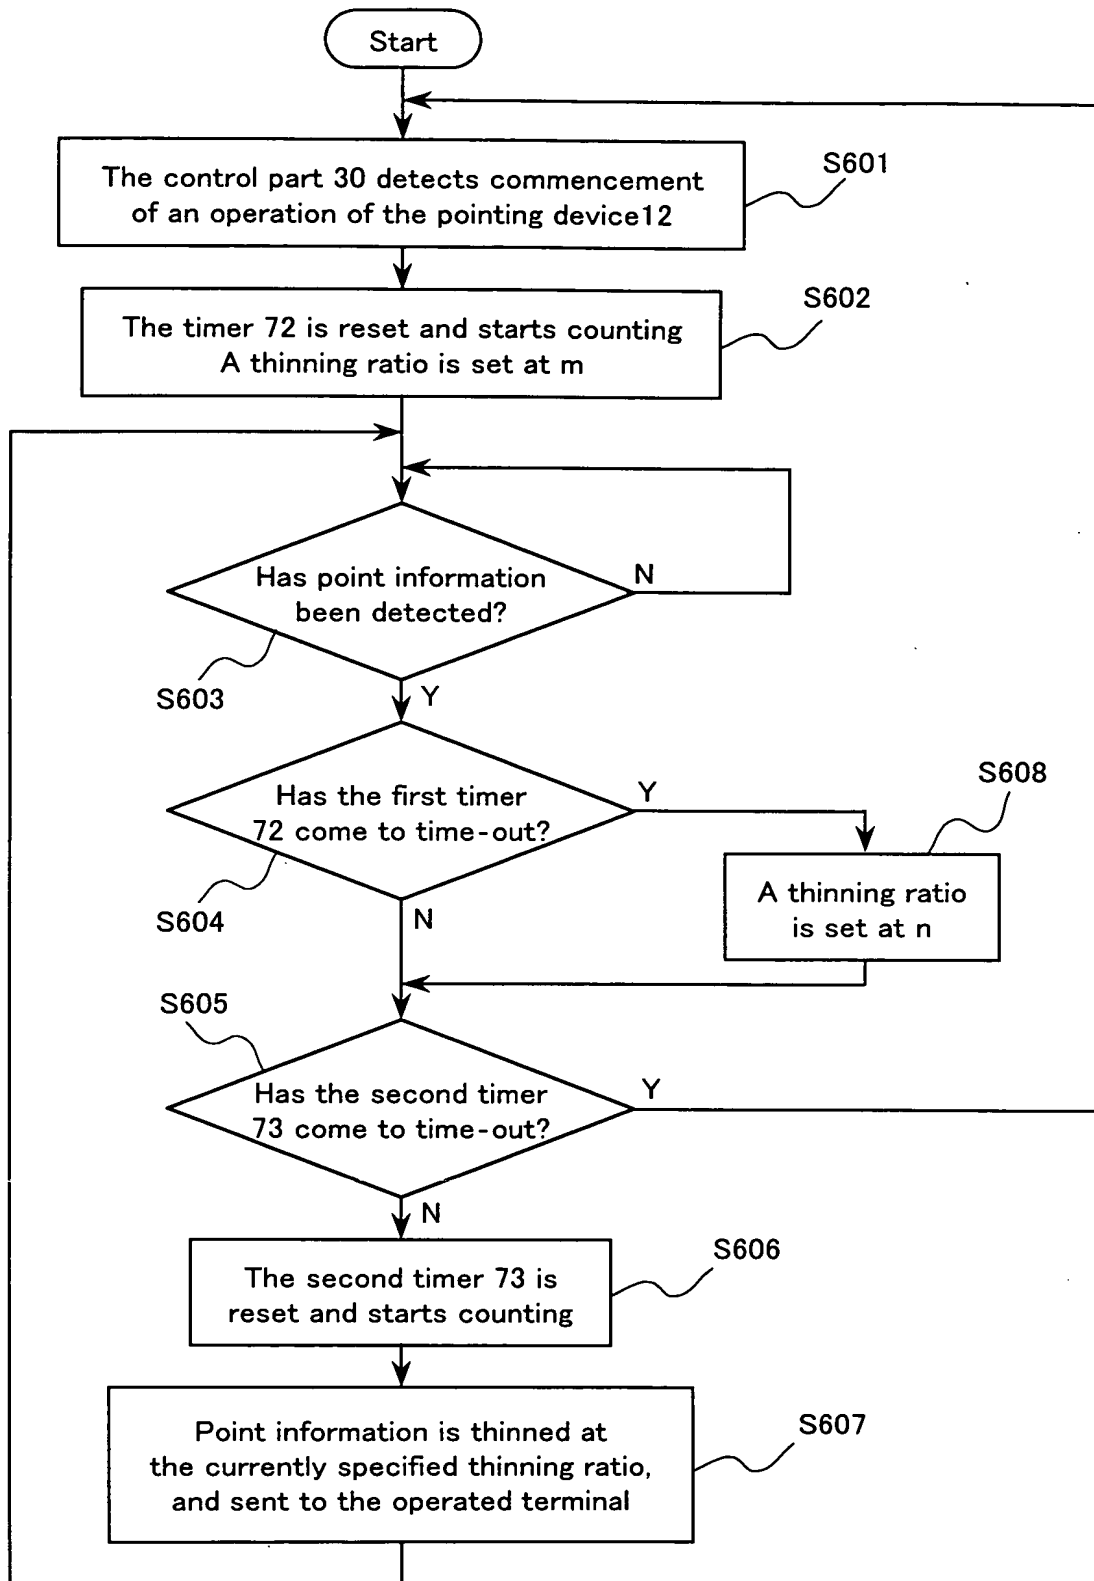 Start
The control part 30 detects commencement
of an operation of the pointing device12
S601
The timer 72 is reset and starts counting
A thinning ratio is set at m
S602
Has point information
been detected?
N
S603
Y
Has the first timer
72 come to time-out?
Y
S608
A thinning ratio
is set at n
S604
N
S605
Has the second timer
73 come to time-out?
Y
N
The second timer 73 is
reset and starts counting
S606
Point information is thinned at
the currently specified thinning ratio,
and sent to the operated terminal
S607